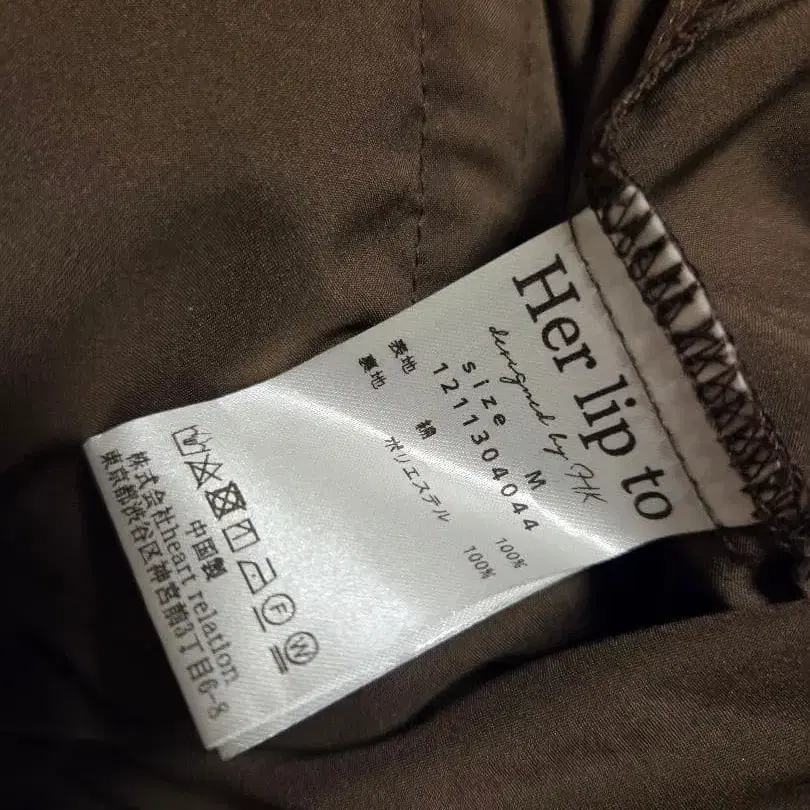 Her lip to
designed by HK
size M
1211304044
表地 綿 100%
裏地 ポリエステル 100%
F W
中国製
株式会社heart relation
東京都渋谷区神宮前3丁目6-8